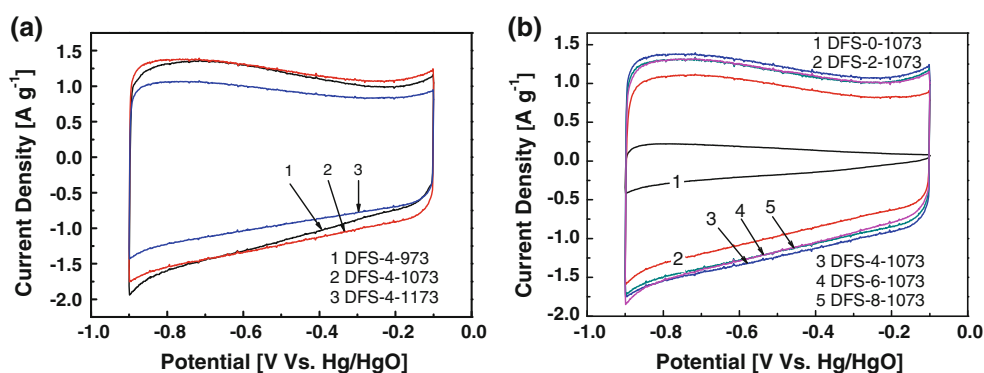 (a)
Current Density [A g-1]
1.5
1.0
0.5
0.0
-0.5
-1.0
-1.5
-2.0
1
2
3
1 DFS-4-973
2 DFS-4-1073
3 DFS-4-1173
-1.0
-0.8
-0.6
-0.4
-0.2
0.0
Potential [V Vs. Hg/HgO]
(b)
Current Density [A g-1]
1.5
1.0
0.5
0.0
-0.5
-1.0
-1.5
-2.0
1 DFS-0-1073
2 DFS-2-1073
1
2
3
4
5
3 DFS-4-1073
4 DFS-6-1073
5 DFS-8-1073
-1.0
-0.8
-0.6
-0.4
-0.2
0.0
Potential [V Vs. Hg/HgO]